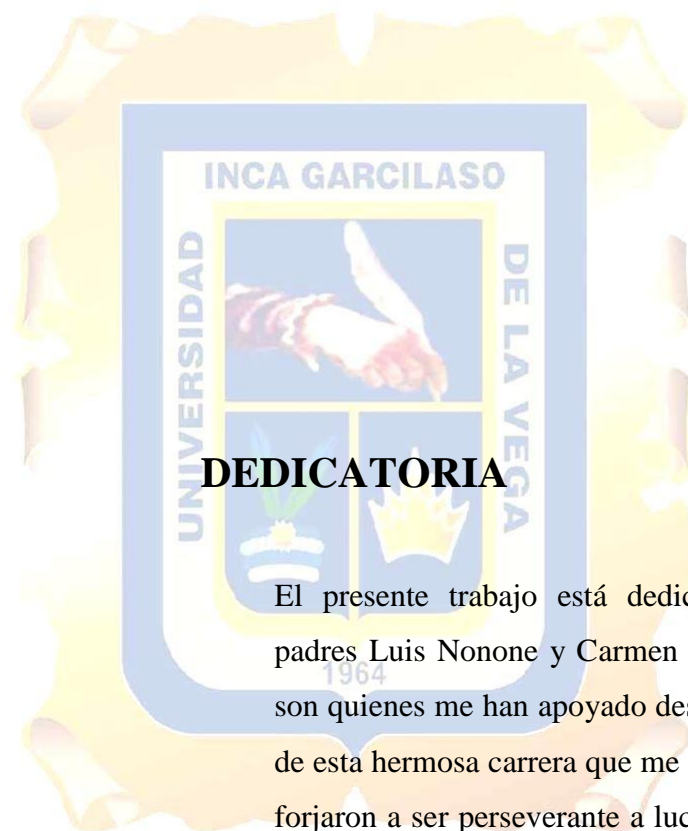 INCA GARCILASO
UNIVERSIDAD
DE LA VEGA
DEDICATORIA
El presente trabajo está dedic
padres Luis Nonone y Carmen
1964
son quienes me han apoyado des
de esta hermosa carrera que me
forjaron a ser perseverante a luc